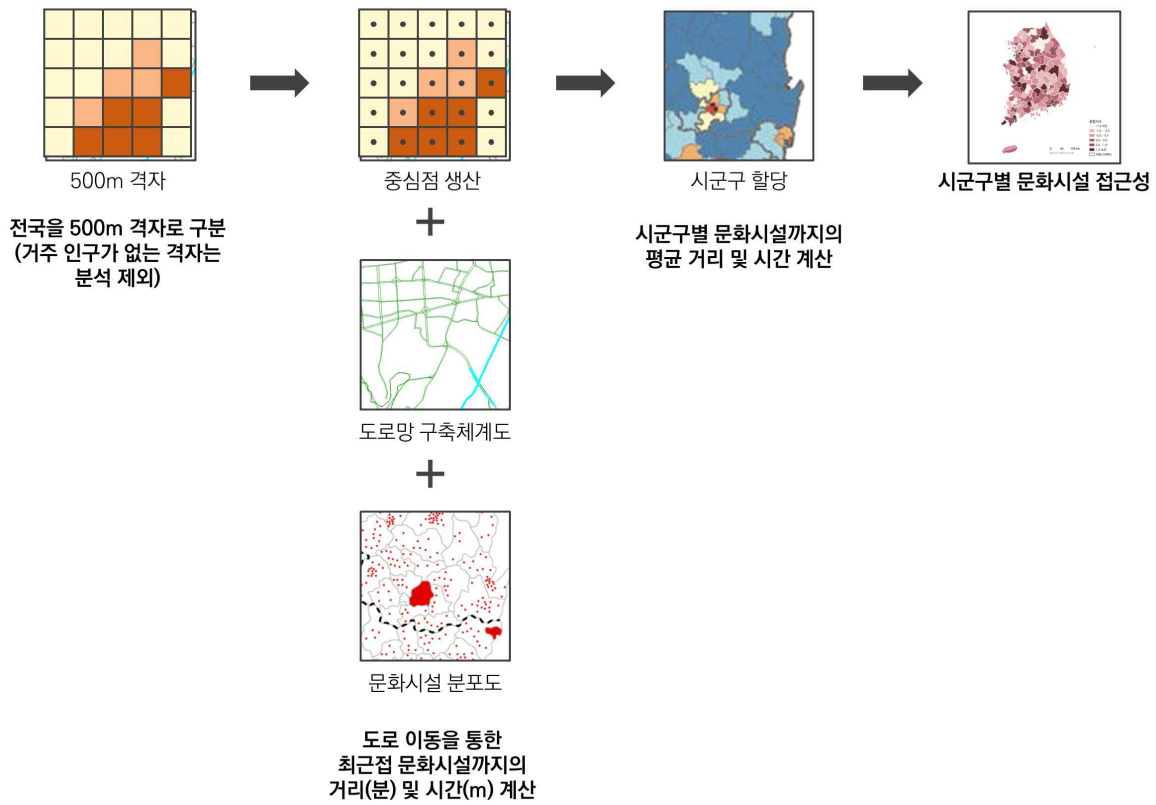 500m 격자
전국을 500m 격자로 구분
(거주 인구가 없는 격자는
분석 제외)
중심점 생산
+
도로망 구축체계도
+
문화시설 분포도
도로 이동을 통한
최근접 문화시설까지의
거리(분) 및 시간(m) 계산
시군구 할당
시군구별 문화시설까지의
평균 거리 및 시간 계산
시군구별 문화시설 접근성